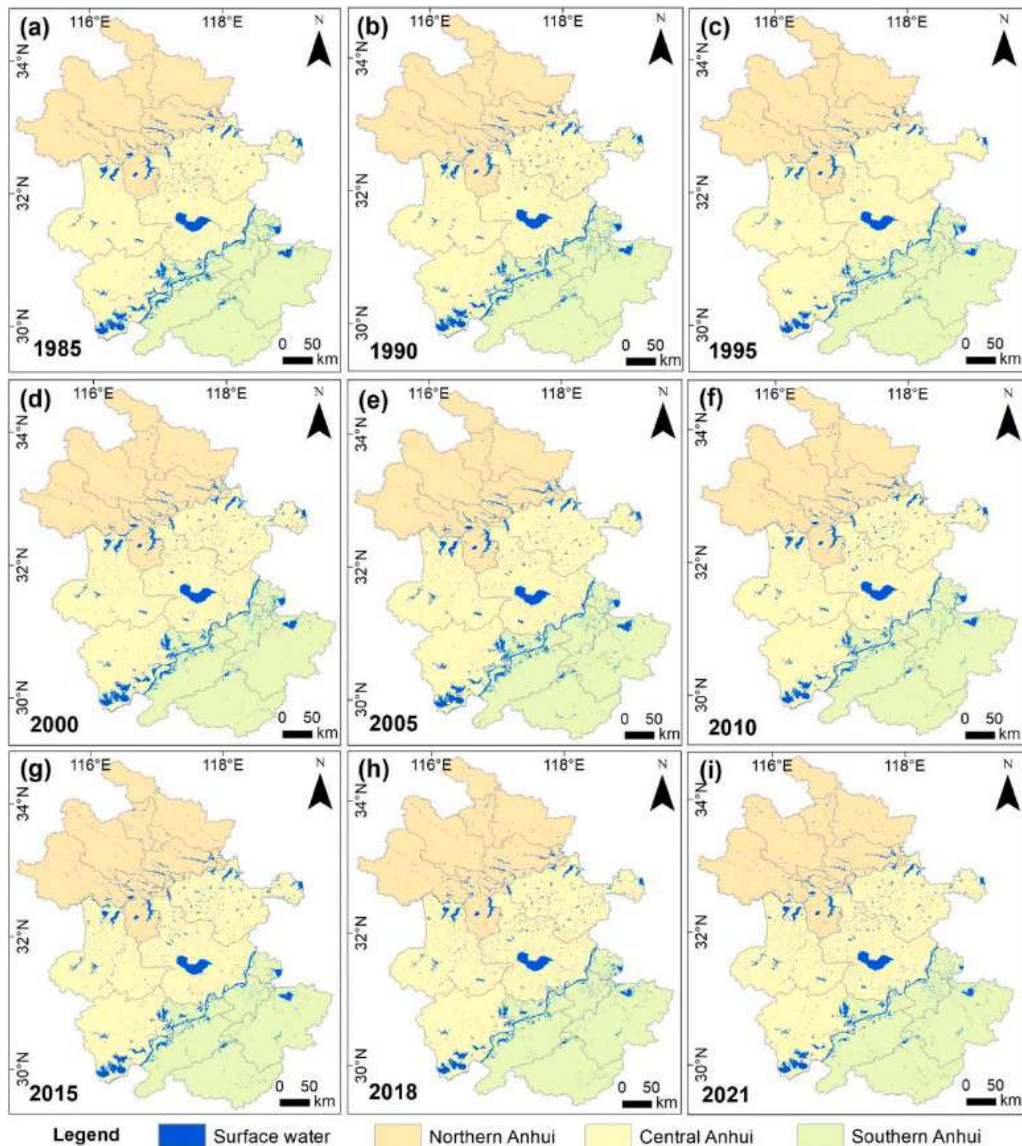 116°E 118°E N
(a)
34°N
32°N
30°N
1985
0 50
km
116°E 118°E N
(b)
34°N
32°N
30°N
1990
0 50
km
116°E 118°E N
(c)
34°N
32°N
30°N
1995
0 50
km
116°E 118°E N
(d)
34°N
32°N
30°N
2000
0 50
km
116°E 118°E N
(e)
34°N
32°N
30°N
2005
0 50
km
116°E 118°E N
(f)
34°N
32°N
30°N
2010
0 50
km
116°E 118°E N
(g)
34°N
32°N
30°N
2015
0 50
km
116°E 118°E N
(h)
34°N
32°N
30°N
2018
0 50
km
116°E 118°E N
(i)
34°N
32°N
30°N
2021
0 50
km
Legend Surface water Northern Anhui Central Anhui Southern Anhui